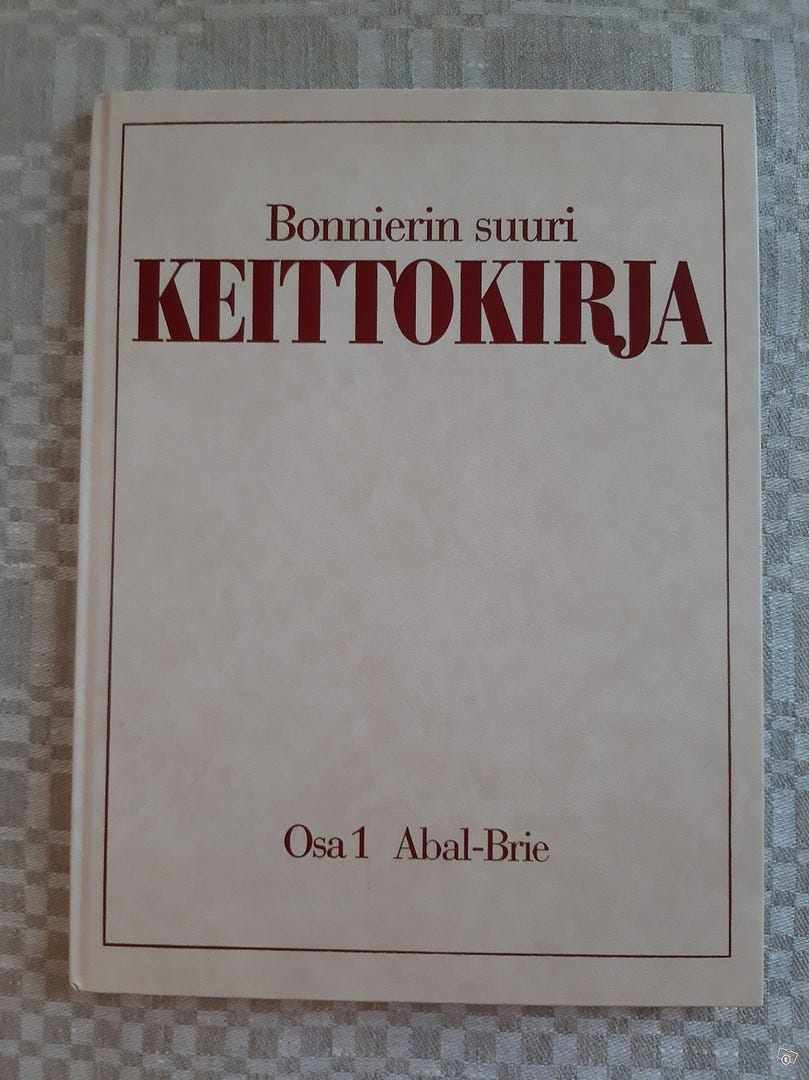 Bonnierin suuri
KEITTOKIRJA
Osa 1 Abal-Brie